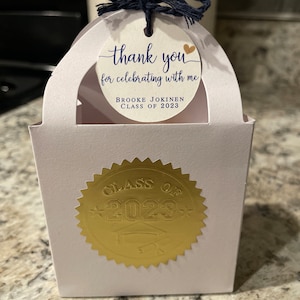 thank you
for celebrating with me
Brooke Jokinen
Class of 2023
CLASS OF
2023